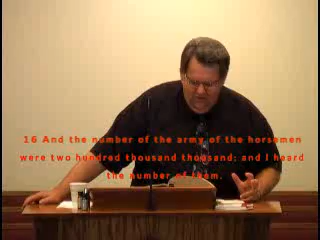 16 And the number of the army of the horsemen
were two hundred thousand thousand; and I heard
the number of them.